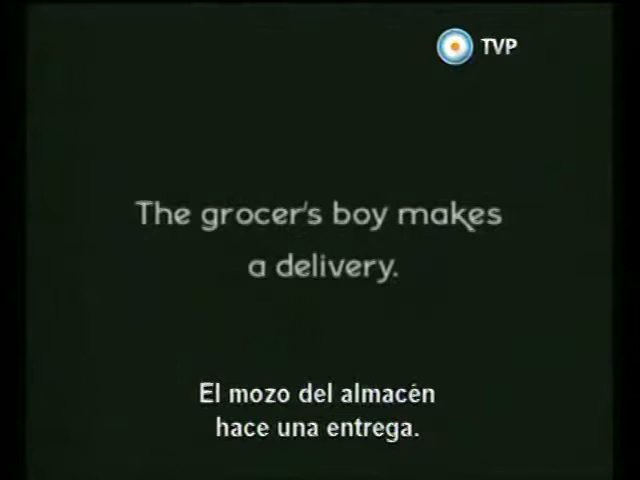 TVP
The grocer's boy makes
a delivery.
El mozo del almacén
hace una entrega.